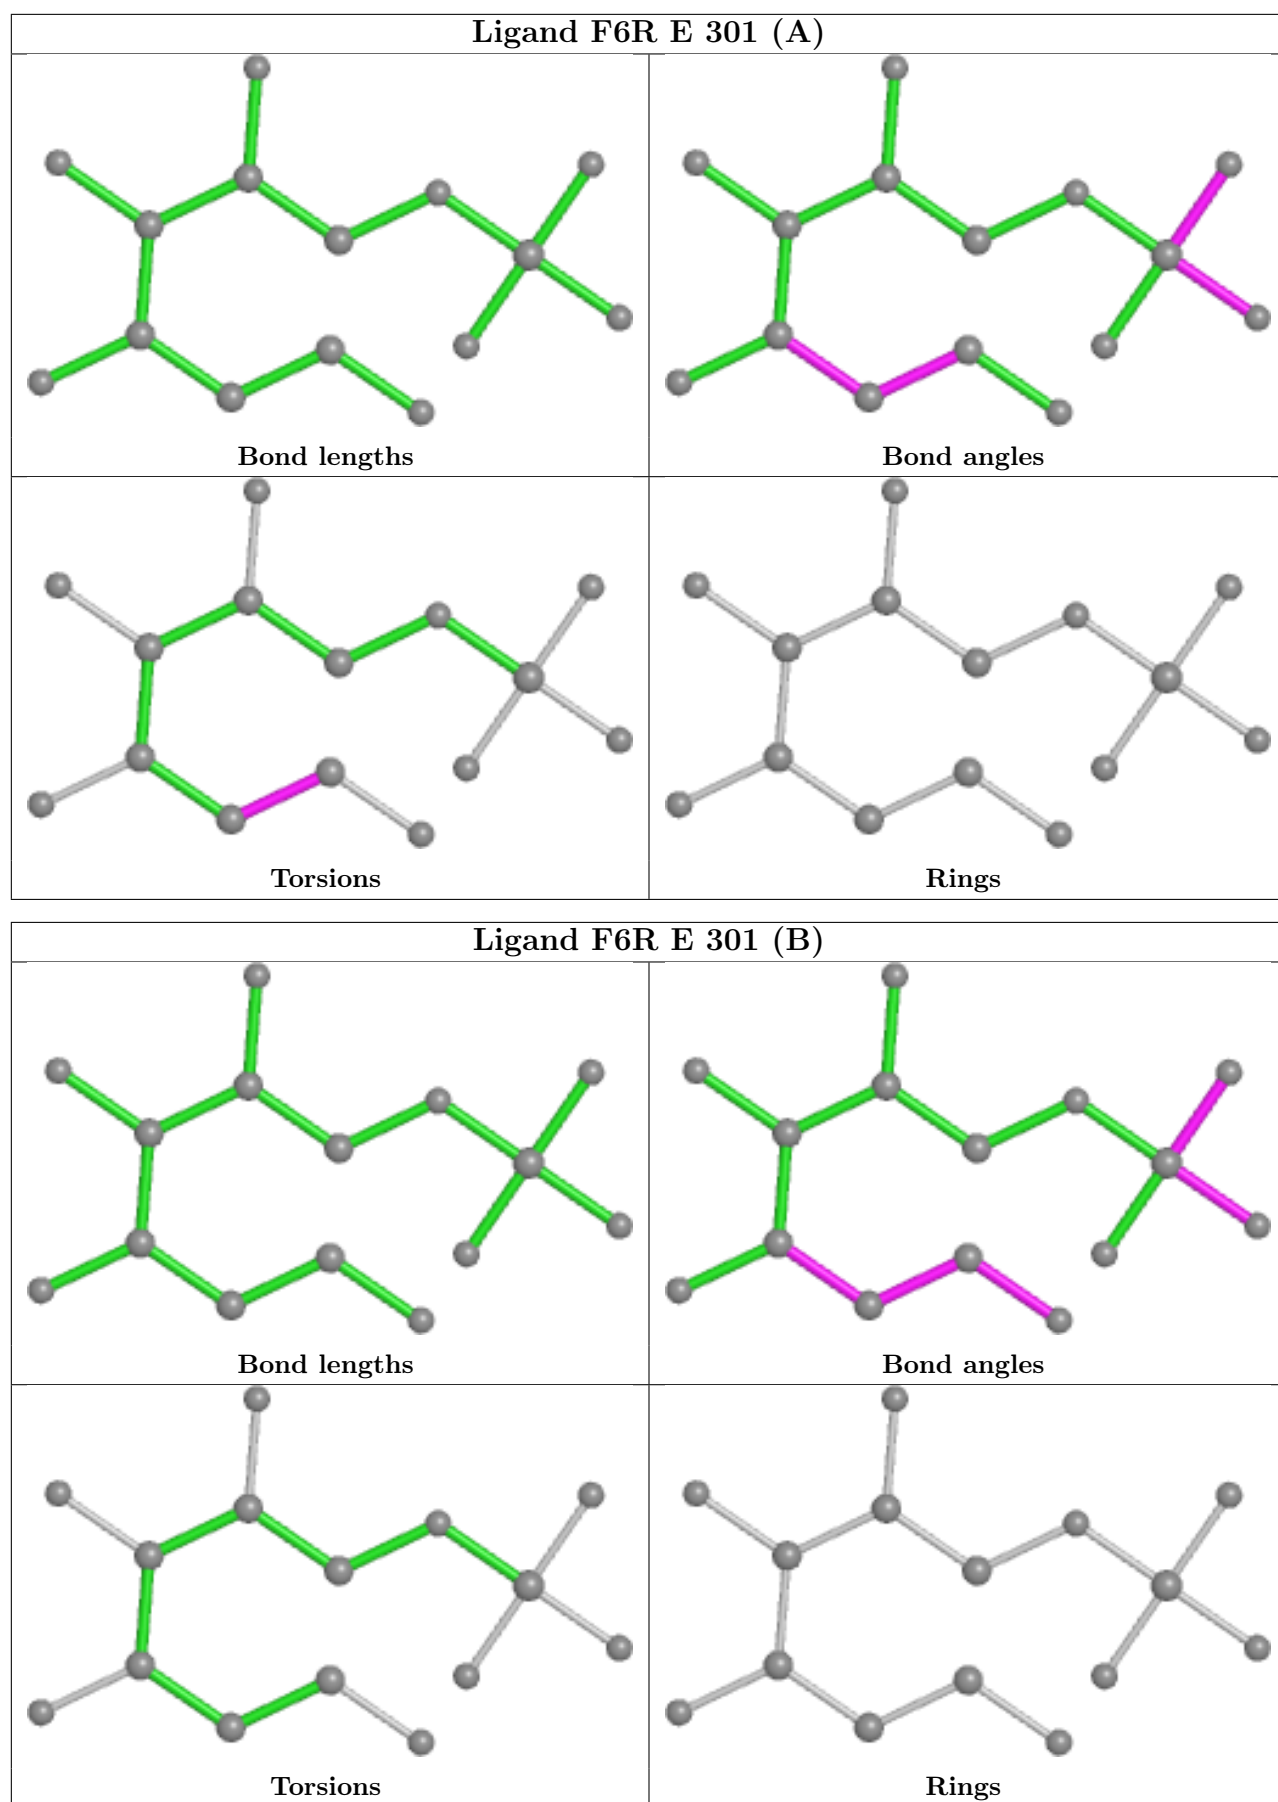 Ligand F6R E 301 (A)
Bond lengths
Bond angles
Torsions
Rings
Ligand F6R E 301 (B)
Bond lengths
Bond angles
Torsions
Rings